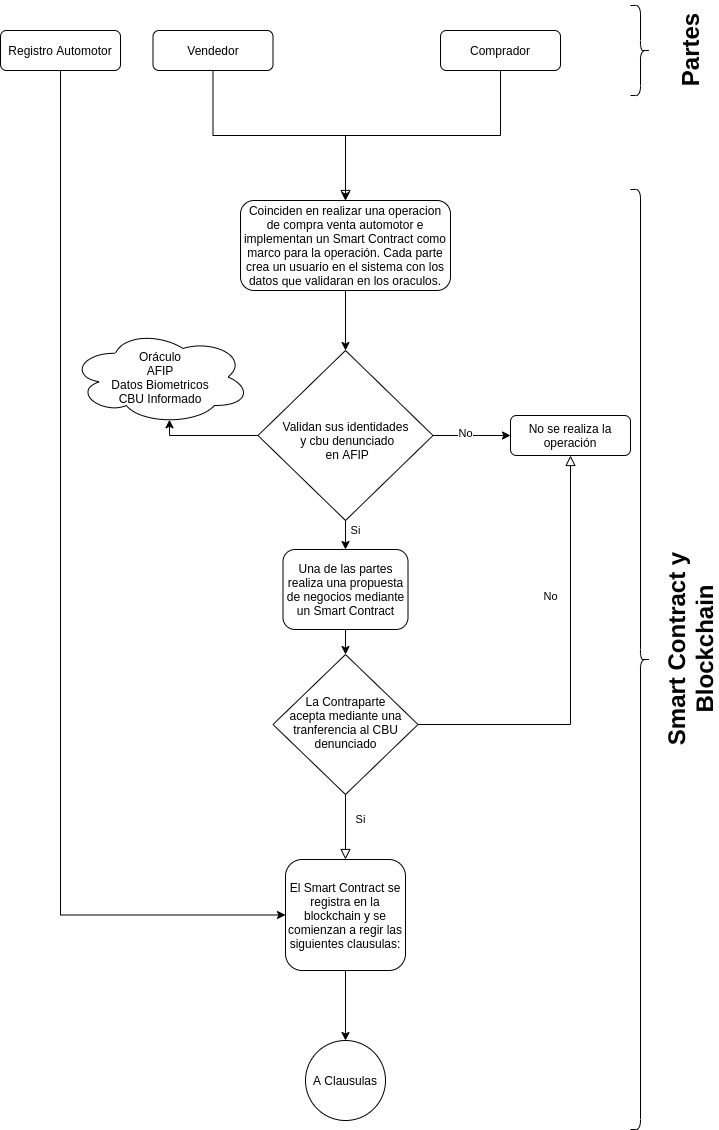 Registro Automotor
Vendedor
Comprador
Partes
Coinciden en realizar una operacion
de compra venta automotor e
implementan un Smart Contract como
marco para la operación. Cada parte
crea un usuario en el sistema con los
datos que validaran en los oraculos.
Oráculo
AFIP
Datos Biometricos
CBU Informado
Validan sus identidades
y cbu denunciado
en AFIP
No
No se realiza la
operación
Si
Una de las partes
realiza una propuesta
de negocios mediante
un Smart Contract
No
Smart Contract y
Blockchain
La Contraparte
acepta mediante una
tranferencia al CBU
denunciado
Si
El Smart Contract se
registra en la
blockchain y se
comienzan a regir las
siguientes clausulas:
A Clausulas